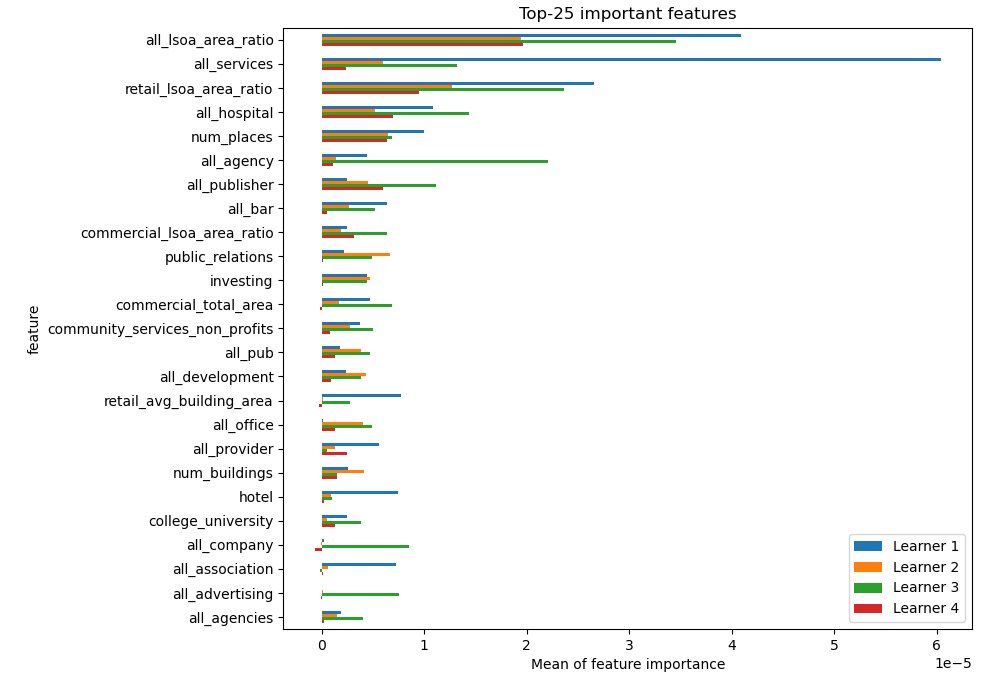 Top-25 important features
all_lsoa_area_ratio
all_services
retail_lsoa_area_ratio
all_hospital
num_places
all_agency
all_publisher
all_bar
commercial_lsoa_area_ratio
public_relations
investing
commercial_total_area
community_services_non_profits
all_pub
all_development
retail_avg_building_area
all_office
all_provider
num_buildings
hotel
college_university
all_company
all_association
all_advertising
all_agencies
feature
Learner 1
Learner 2
Learner 3
Learner 4
0 1 2 3 4 5 6
1e−5
Mean of feature importance